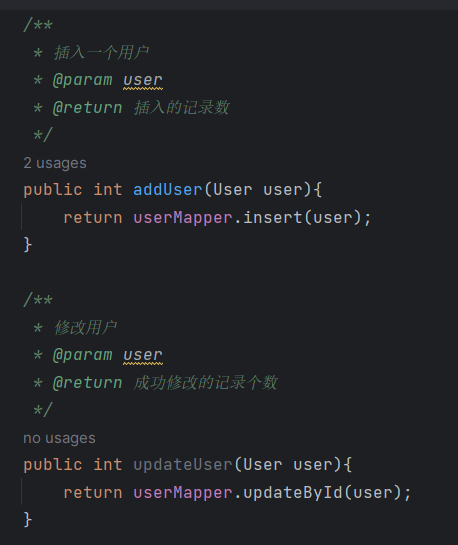 /**
 * 插入一个用户
 * @param user
 * @return 插入的记录数
 */
2 usages
public int addUser(User user){
    return userMapper.insert(user);
}
/**
 * 修改用户
 * @param user
 * @return 成功修改的记录个数
 */
no usages
public int updateUser(User user){
    return userMapper.updateById(user);
}